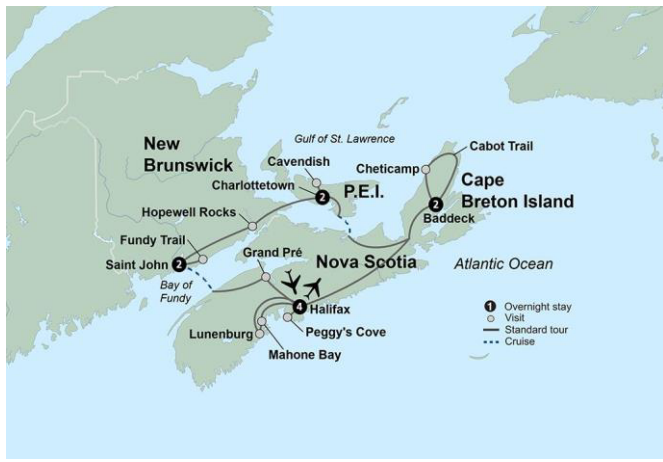 Gulf of St. Lawrence
New
Brunswick
Cabot Trail
Cavendish
Cheticamp
Charlottetown
2
P.E.I.
Cape
Breton Island
2
Baddeck
Hopewell Rocks
Fundy Trail
Grand Pré
Saint John
2
Nova Scotia
Atlantic Ocean
Bay of
Fundy
4
Halifax
Peggy's Cove
Lunenburg
Mahone Bay
1 Overnight stay
Visit
Standard tour
Cruise